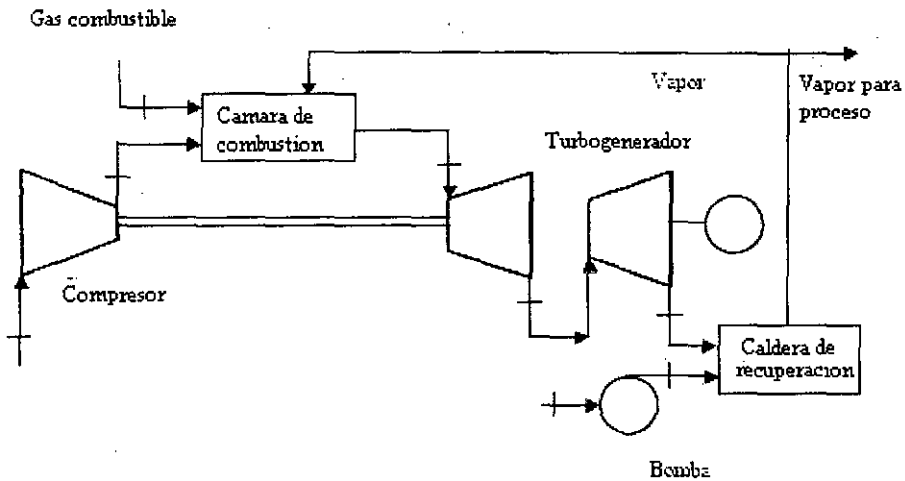 Gas combustible
Camara de
combustion
Vapor
Vapor para
proceso
Turbogenerador
Compresor
Caldera de
recuperacion
Bomba